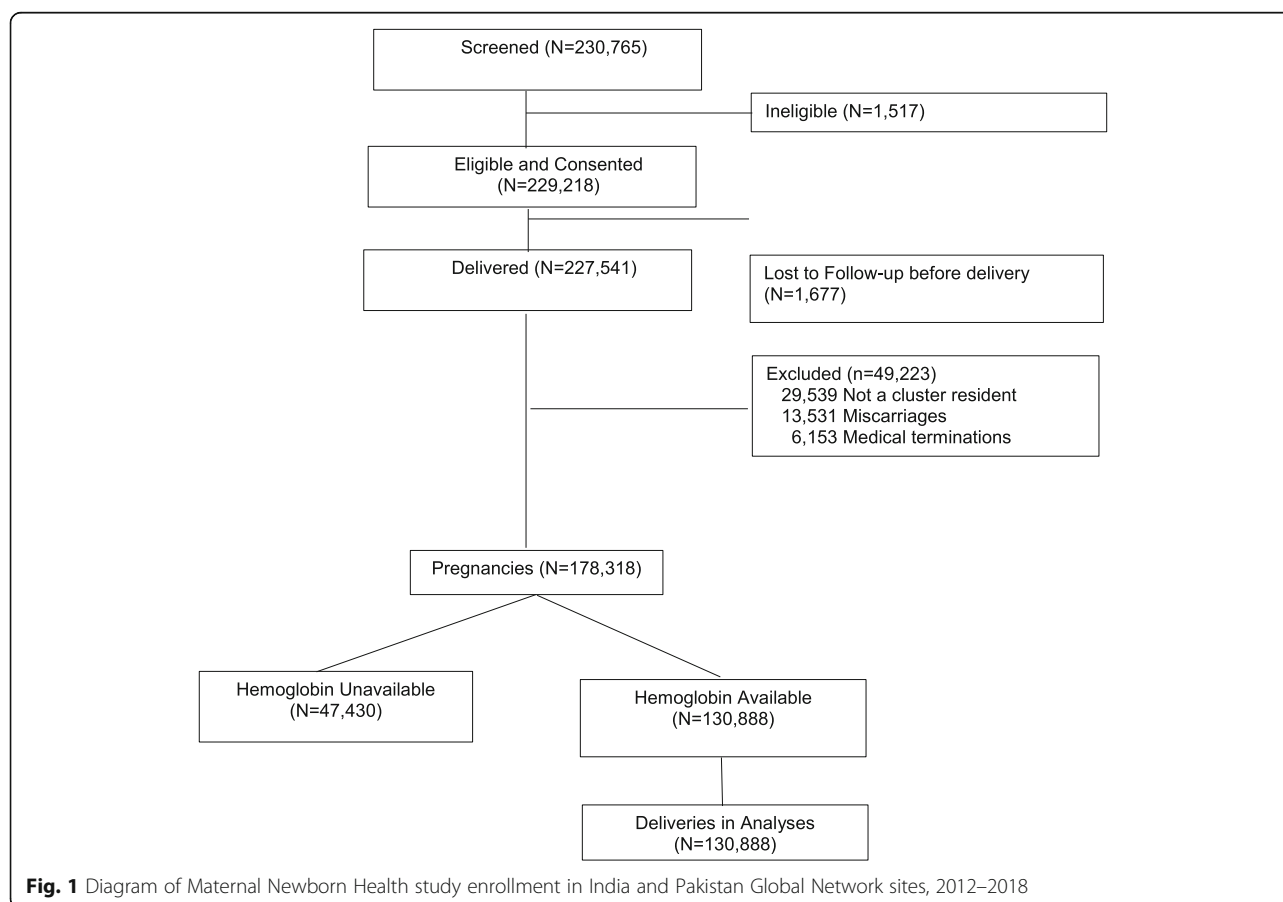 Screened (N=230,765)
Ineligible (N=1,517)
Eligible and Consented
(N=229,218)
Delivered (N=227,541)
Lost to Follow-up before delivery
(N=1,677)
Excluded (n=49,223)
29,539 Not a cluster resident
13,531 Miscarriages
6,153 Medical terminations
Pregnancies (N=178,318)
Hemoglobin Unavailable
(N=47,430)
Hemoglobin Available
(N=130,888)
Deliveries in Analyses
(N=130,888)
Fig. 1 Diagram of Maternal Newborn Health study enrollment in India and Pakistan Global Network sites, 2012–2018